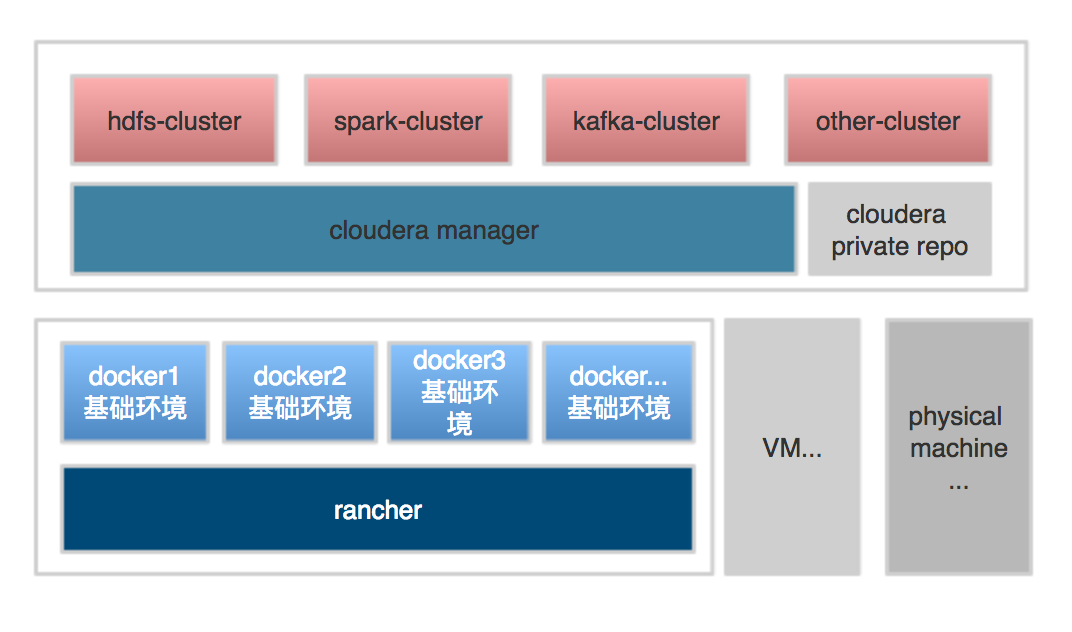 hdfs-cluster
spark-cluster
kafka-cluster
other-cluster
cloudera manager
cloudera
private repo
docker1
基础环境
docker2
基础环境
docker3
基础环
境
docker...
基础环境
VM...
physical
machine
...
rancher